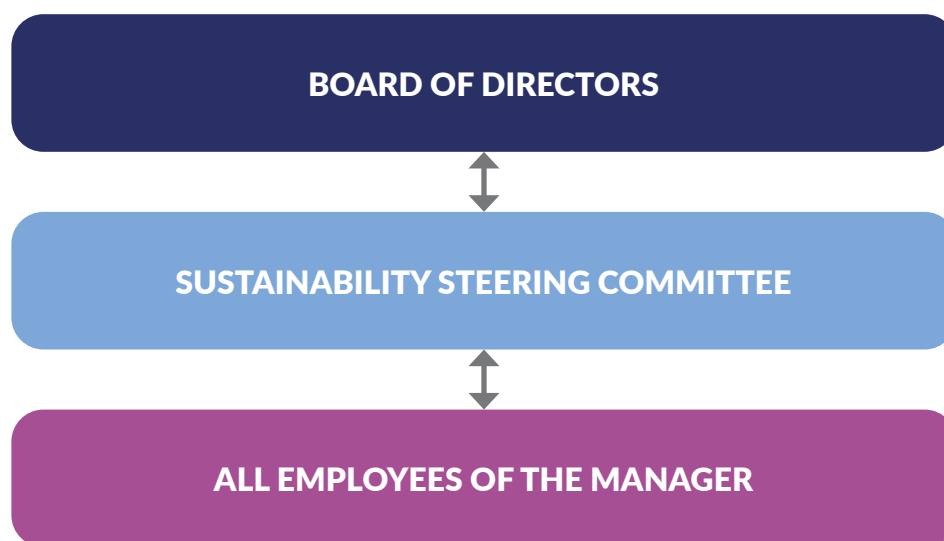 BOARD OF DIRECTORS
SUSTAINABILITY STEERING COMMITTEE
ALL EMPLOYEES OF THE MANAGER